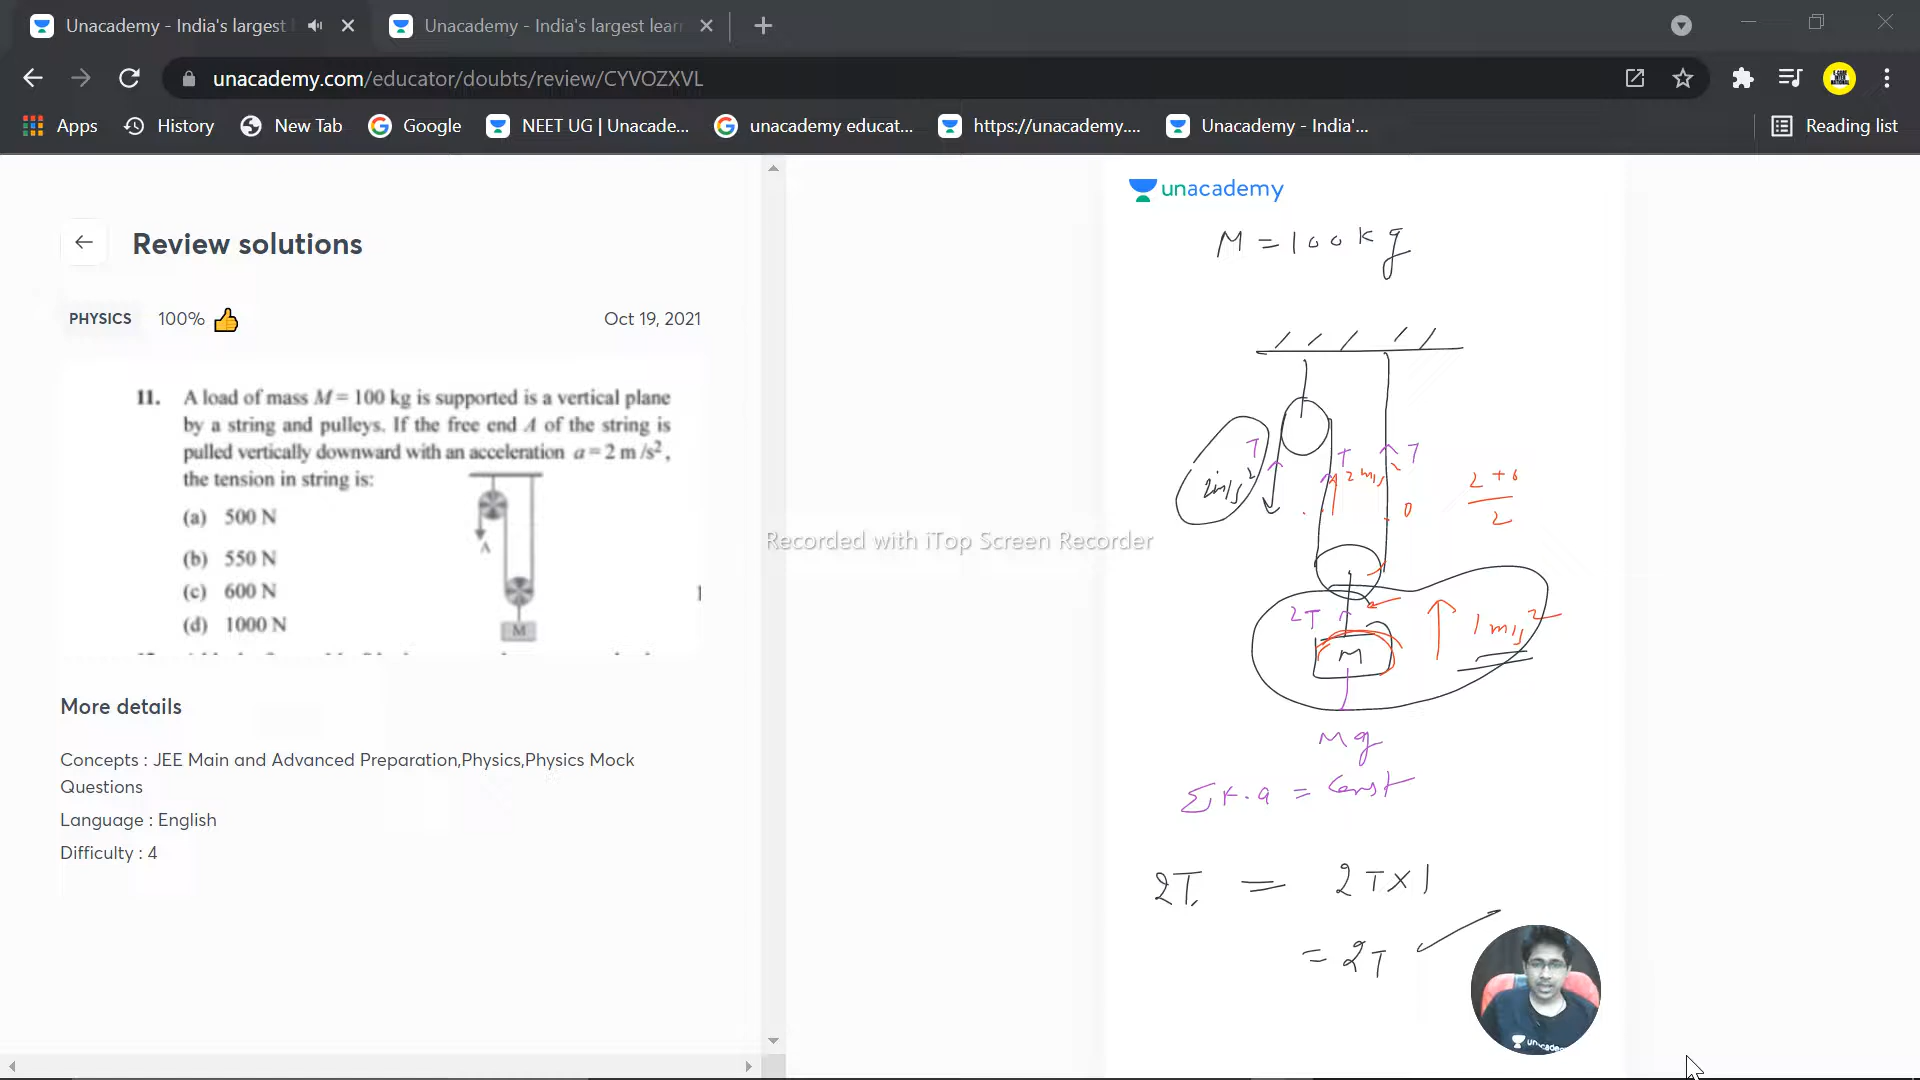 Unacademy - India's largest
Unacademy - India's largest lear
unacademy.com/educator/doubts/review/CYVOZXVL
Apps
History
New Tab
Google
NEET UG | Unacade...
unacademy educat...
https://unacademy....
Unacademy - India'...
Reading list
Review solutions
PHYSICS
100%
Oct 19, 2021
11. A load of mass M = 100 kg is supported is a vertical plane
by a string and pulleys. If the free end A of the string is
pulled vertically downward with an acceleration a = 2 m/s²,
the tension in string is:
(a) 500 N
(b) 550 N
(c) 600 N
(d) 1000 N
A
M
1
More details
Concepts : JEE Main and Advanced Preparation,Physics,Physics Mock
Questions
Language : English
Difficulty : 4
unacademy
M = 100 kg
T
T
T
2m/s²
2 m/s²
0
2+0
2
2T
1 m/s²
M
Mg
ΣT.a = const
2T. = 2T×1
= 2T
Recorded with iTop Screen Recorder